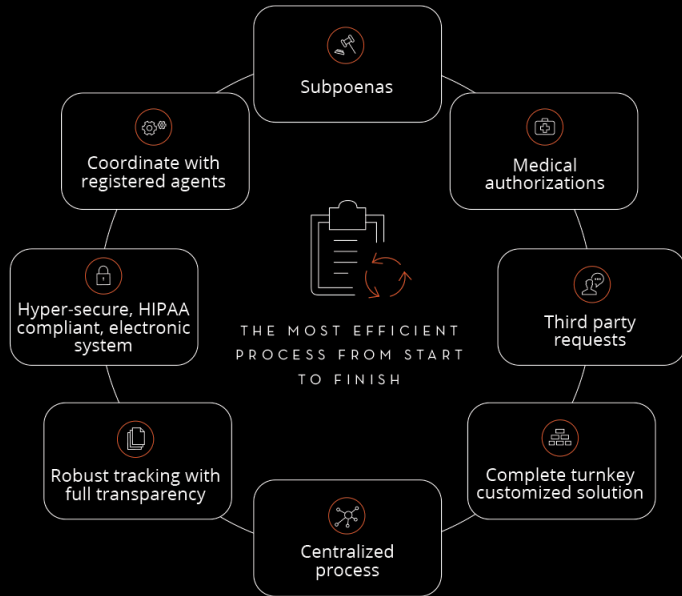 Subpoenas
Coordinate with
registered agents
Medical
authorizations
Hyper-secure, HIPAA
compliant, electronic
system
THE MOST EFFICIENT
PROCESS FROM START
TO FINISH
Third party
requests
Robust tracking with
full transparency
Complete turnkey
customized solution
Centralized
process